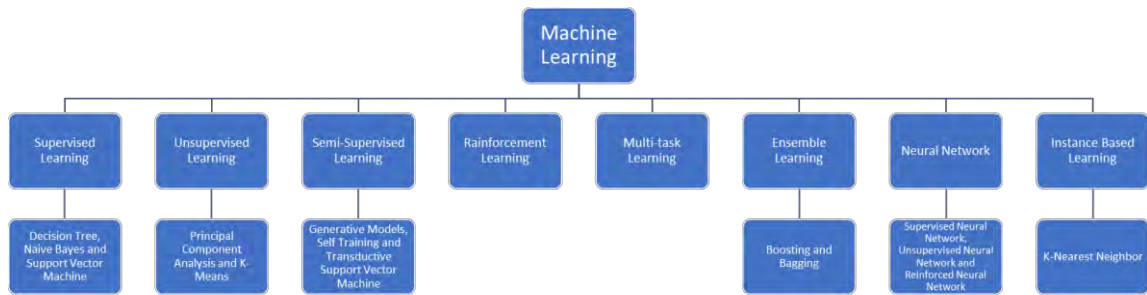 Machine
Learning
Supervised
Learning
Unsupervised
Learning
Semi-Supervised
Learning
Rainforcement
Learning
Multi-task
Learning
Ensemble
Learning
Neural Network
Instance Based
Learning
Decision Tree,
Naive Bayes and
Support Vector
Machine
Principal
Component
Analysis and K-
Means
Generative Models,
Self Training and
Transductive
Support Vector
Machine
Boosting and
Bagging
Supervised Neural
Network,
Unsupervised Neural
Network and
Reinforced Neural
Network
K-Nearest Neighbor